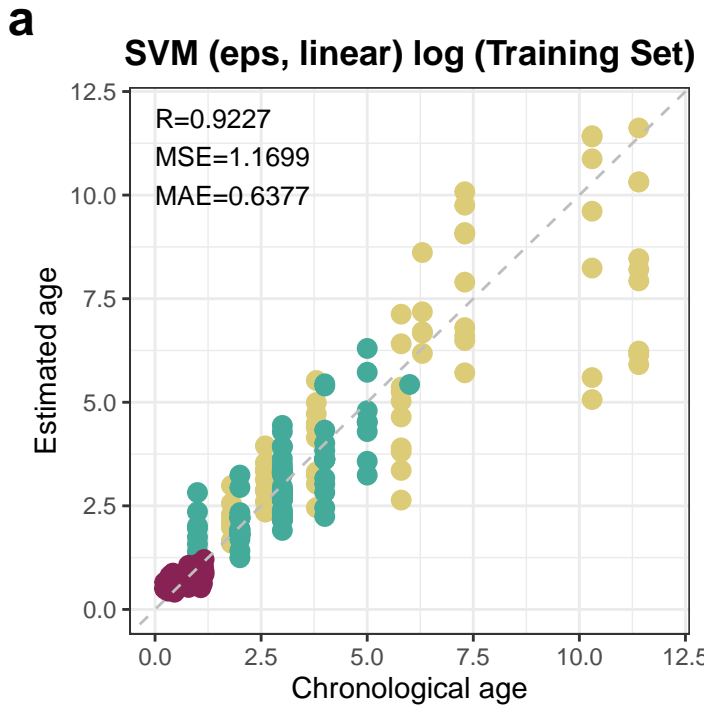 a
SVM (eps, linear) log (Training Set)
R=0.9227
MSE=1.1699
MAE=0.6377
12.5
10.0
7.5
5.0
2.5
0.0
Estimated age
0.0 2.5 5.0 7.5 10.0 12.5
Chronological age